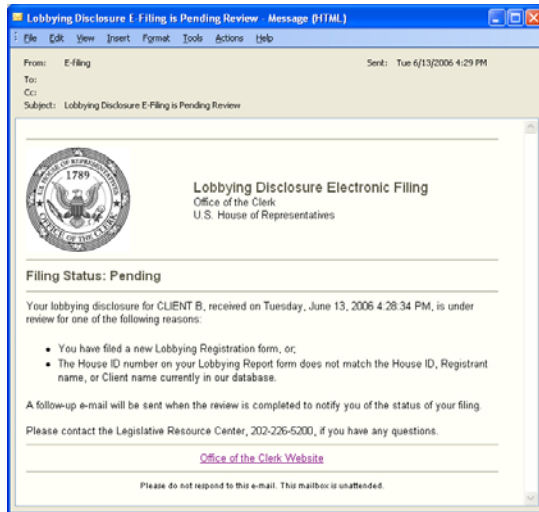 Lobbying Disclosure E-Filing is Pending Review - Message (HTML)
File Edit View Insert Format Tools Actions Help
From: E-filing Sent: Tue 6/13/2006 4:29 PM
To:
Cc:
Subject: Lobbying Disclosure E-Filing is Pending Review
U.S. HOUSE OF REPRESENTATIVES
1789
OFFICE OF THE CLERK
Lobbying Disclosure Electronic Filing
Office of the Clerk
U.S. House of Representatives
Filing Status: Pending
Your lobbying disclosure for CLIENT B, received on Tuesday, June 13, 2006 4:28:34 PM, is under
review for one of the following reasons:
• You have filed a new Lobbying Registration form, or;
• The House ID number on your Lobbying Report form does not match the House ID, Registrant
name, or Client name currently in our database.
A follow-up e-mail will be sent when the review is completed to notify you of the status of your filing.
Please contact the Legislative Resource Center, 202-226-5200, if you have any questions.
Office of the Clerk Website
Please do not respond to this e-mail. This mailbox is unattended.